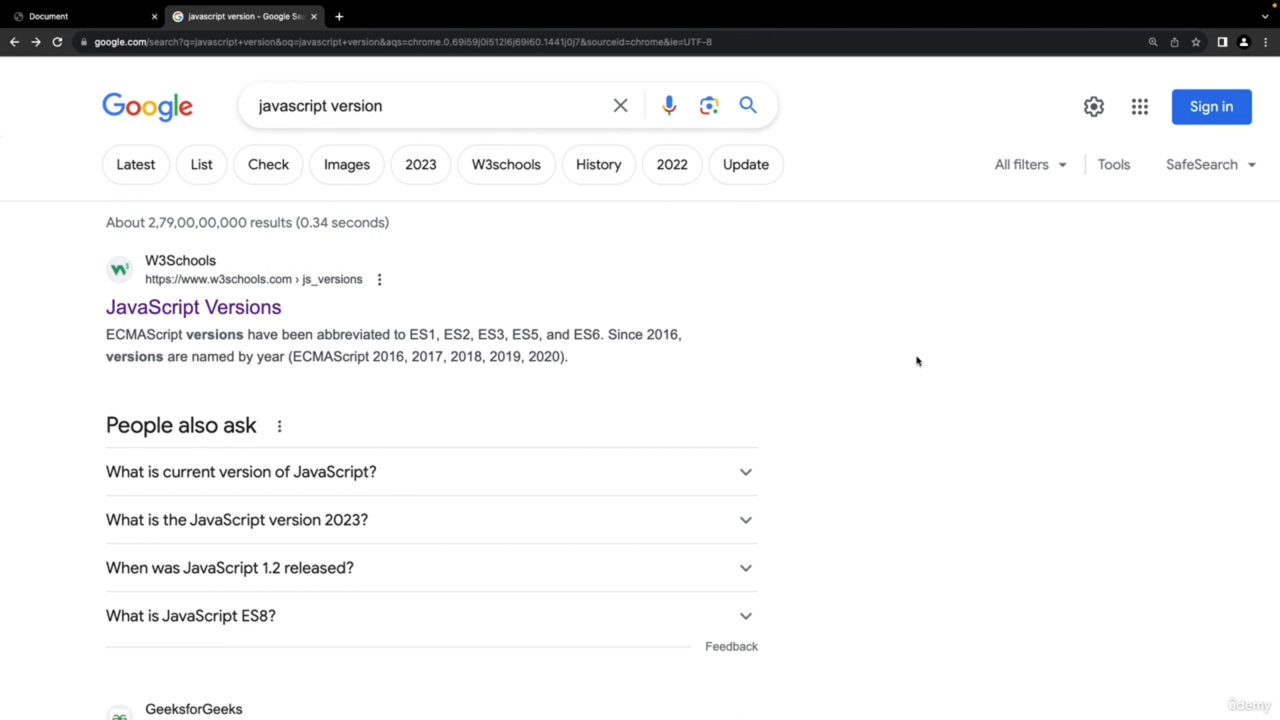 Document
javascript version - Google Se
google.com/search?q=javascript+version&oq=javascript+version&aqs=chrome.0.69i59j0i512l6j69i60.1441j0j7&sourceid=chrome&ie=UTF-8
Google
javascript version
Sign in
Latest
List
Check
Images
2023
W3schools
History
2022
Update
All filters
Tools
SafeSearch
About 2,79,00,00,000 results (0.34 seconds)
W3Schools
https://www.w3schools.com › js_versions
JavaScript Versions
ECMAScript versions have been abbreviated to ES1, ES2, ES3, ES5, and ES6. Since 2016,
versions are named by year (ECMAScript 2016, 2017, 2018, 2019, 2020).
People also ask
What is current version of JavaScript?
What is the JavaScript version 2023?
When was JavaScript 1.2 released?
What is JavaScript ES8?
Feedback
GeeksforGeeks
ûdemy